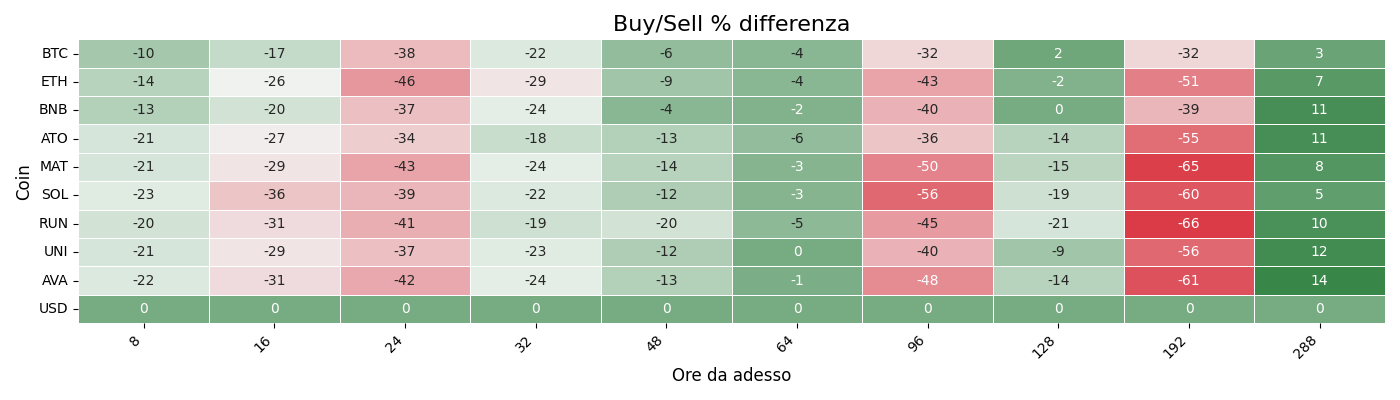 Buy/Sell % differenza
Coin
BTC -10 -17 -38 -22 -6 -4 -32 2 -32 3
ETH -14 -26 -46 -29 -9 -4 -43 -2 -51 7
BNB -13 -20 -37 -24 -4 -2 -40 0 -39 11
ATO -21 -27 -34 -18 -13 -6 -36 -14 -55 11
MAT -21 -29 -43 -24 -14 -3 -50 -15 -65 8
SOL -23 -36 -39 -22 -12 -3 -56 -19 -60 5
RUN -20 -31 -41 -19 -20 -5 -45 -21 -66 10
UNI -21 -29 -37 -23 -12 0 -40 -9 -56 12
AVA -22 -31 -42 -24 -13 -1 -48 -14 -61 14
USD 0 0 0 0 0 0 0 0 0 0
8 16 24 32 48 64 96 128 192 288
Ore da adesso